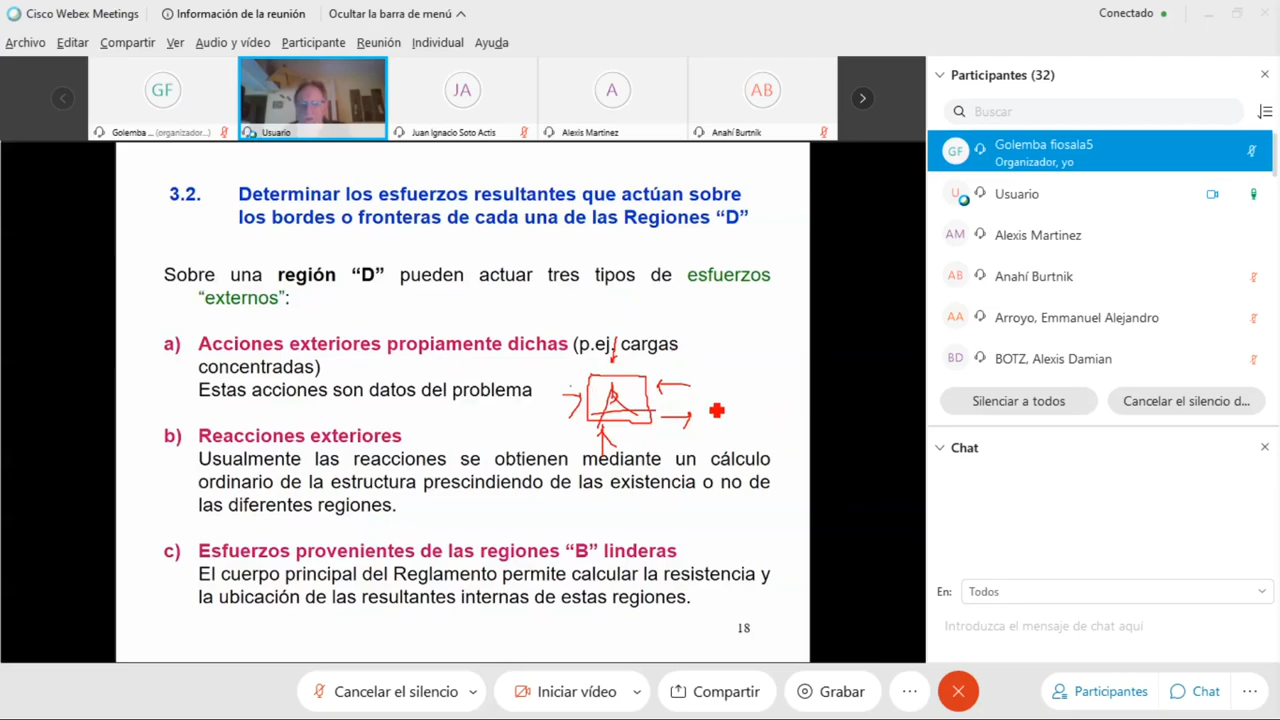 Cisco Webex Meetings
Información de la reunión
Ocultar la barra de menú
Conectado
Archivo Editar Compartir Ver Audio y vídeo Participante Reunión Individual Ayuda
GF
JA
A
AB
Golemba ... (organizador...)
Usuario
Juan Ignacio Soto Actis
Alexis Martinez
Anahí Burtnik
3.2. Determinar los esfuerzos resultantes que actúan sobre
los bordes o fronteras de cada una de las Regiones “D”
Sobre una región “D” pueden actuar tres tipos de esfuerzos
“externos”:
a) Acciones exteriores propiamente dichas (p.ej. cargas
concentradas)
Estas acciones son datos del problema
b) Reacciones exteriores
Usualmente las reacciones se obtienen mediante un cálculo
ordinario de la estructura prescindiendo de las existencia o no de
las diferentes regiones.
c) Esfuerzos provenientes de las regiones “B” linderas
El cuerpo principal del Reglamento permite calcular la resistencia y
la ubicación de las resultantes internas de estas regiones.
18
Participantes (32)
Buscar
GF Golemba fiosala5
Organizador, yo
U Usuario
AM Alexis Martinez
AB Anahí Burtnik
AA Arroyo, Emmanuel Alejandro
BD BOTZ, Alexis Damian
Silenciar a todos
Cancelar el silencio d...
Chat
En: Todos
Introduzca el mensaje de chat aquí
Cancelar el silencio
Iniciar vídeo
Compartir
Grabar
Participantes
Chat